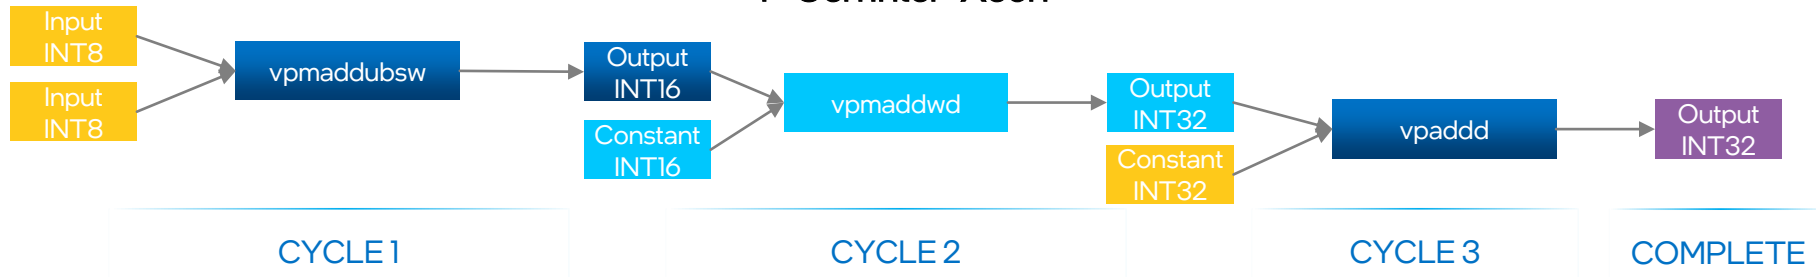 Input
INT8
Input
INT8
vpmaddubsw
Output
INT16
Constant
INT16
vpmaddwd
Output
INT32
Constant
INT32
vpaddd
Output
INT32
CYCLE 1
CYCLE 2
CYCLE 3
COMPLETE